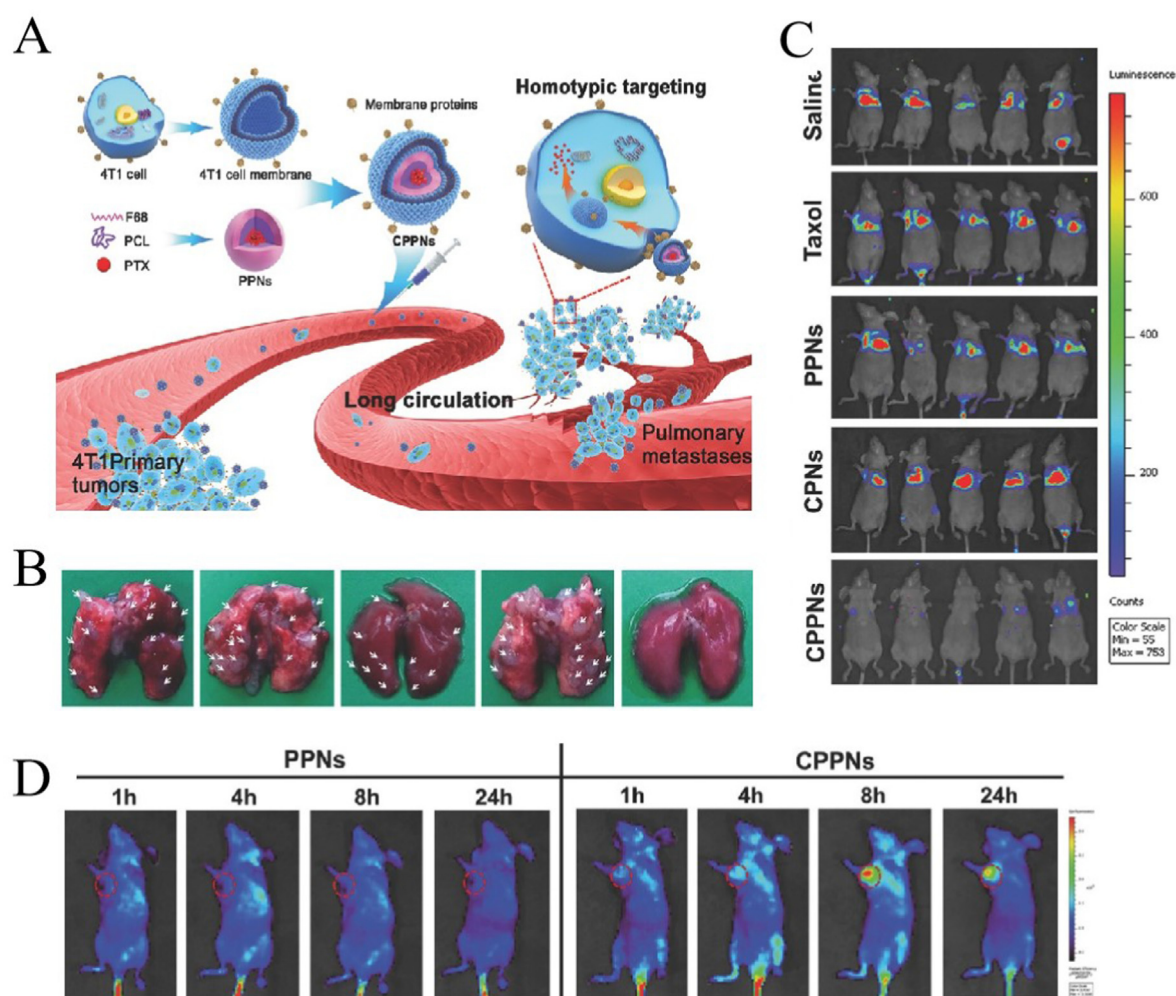 A
4T1 cell
4T1 cell membrane
Membrane proteins
F68
PCL
PTX
PPNs
CPPNs
Homotypic targeting
Long circulation
4T1Primary
tumors
Pulmonary
metastases
B
C
Saline
Taxol
PPNs
CPNs
CPPNs
Luminescence
600
400
200
Counts
Color Scale
Min = 55
Max = 753
D
PPNs
CPPNs
1h
4h
8h
24h
1h
4h
8h
24h